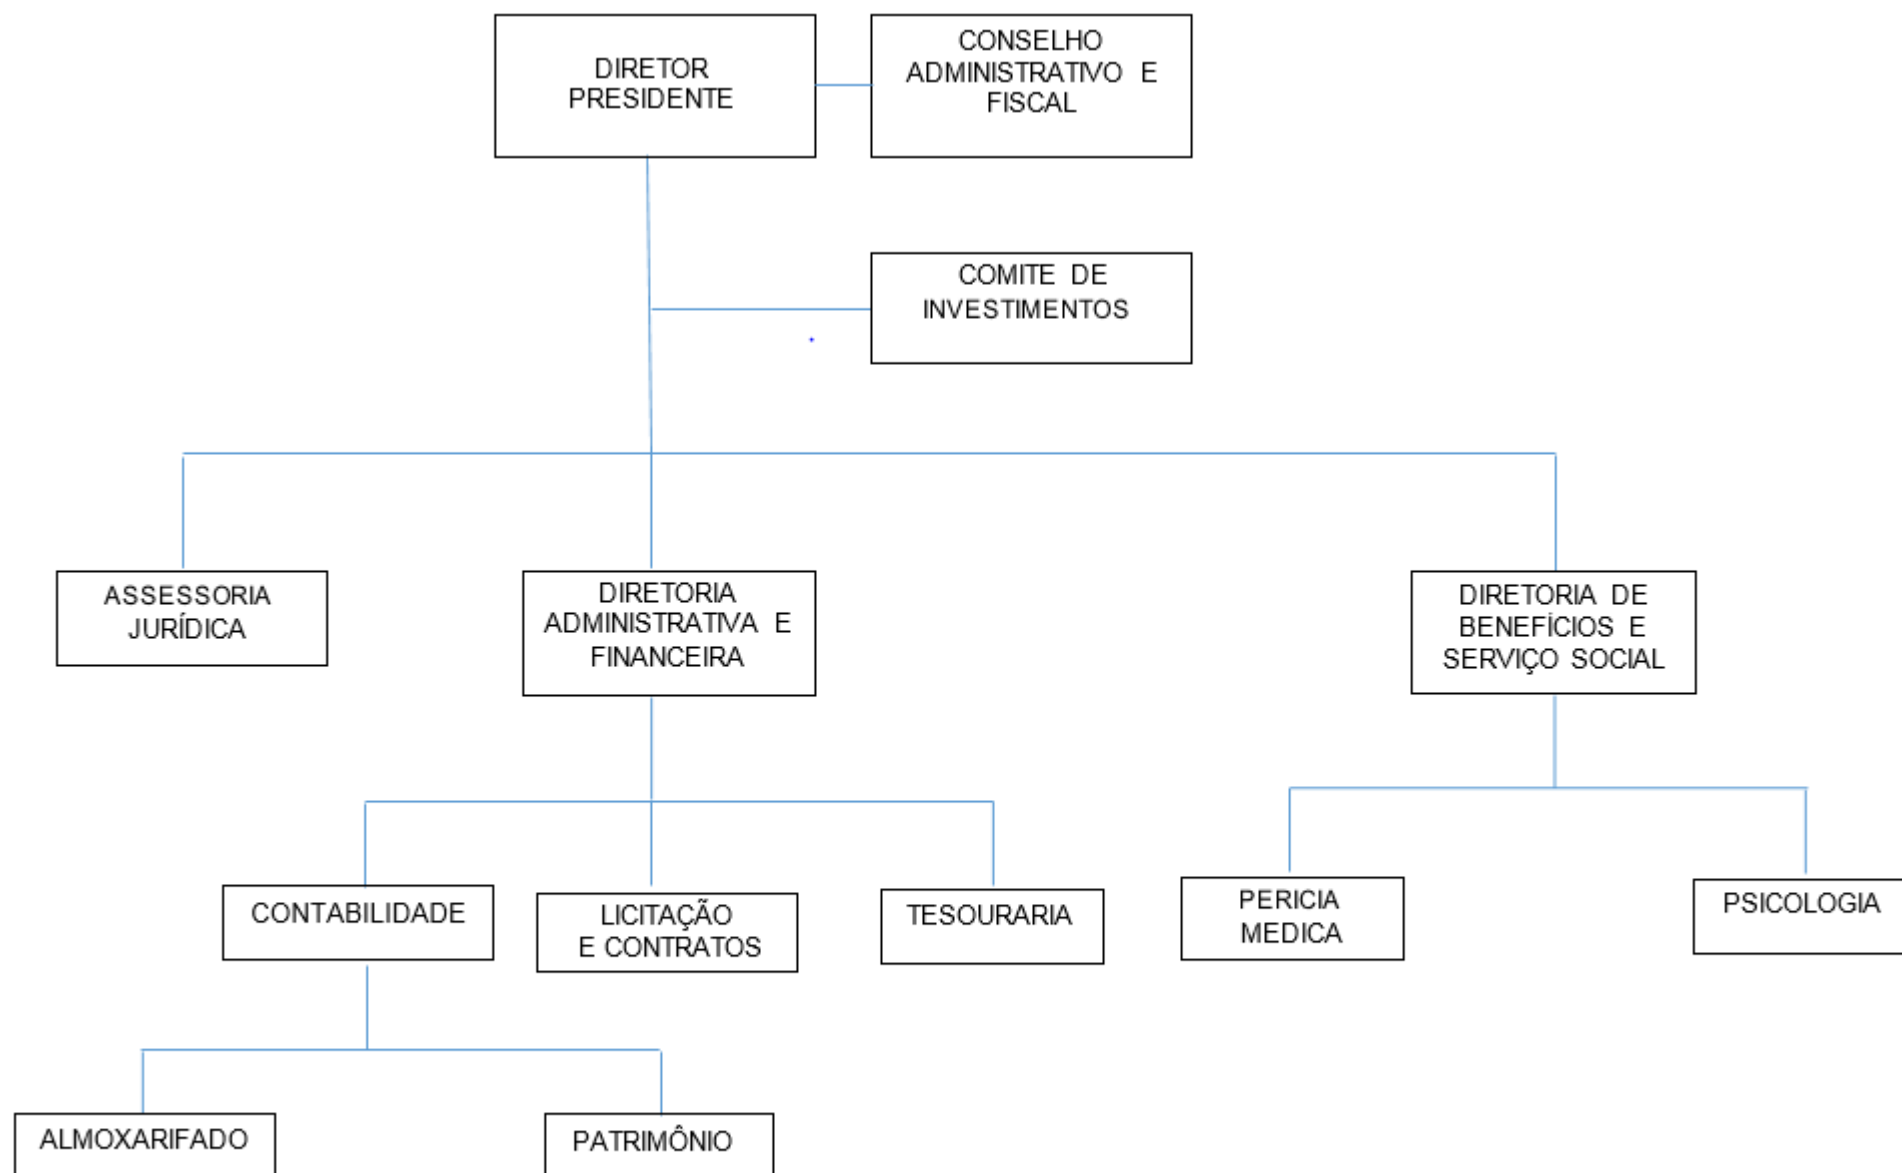 DIRETOR
PRESIDENTE
CONSELHO
ADMINISTRATIVO E
FISCAL
COMITE DE
INVESTIMENTOS
ASSESSORIA
JURÍDICA
DIRETORIA
ADMINISTRATIVA E
FINANCEIRA
DIRETORIA DE
BENEFÍCIOS E
SERVIÇO SOCIAL
CONTABILIDADE
LICITAÇÃO
E CONTRATOS
TESOURARIA
PERICIA
MEDICA
PSICOLOGIA
ALMOXARIFADO
PATRIMÔNIO